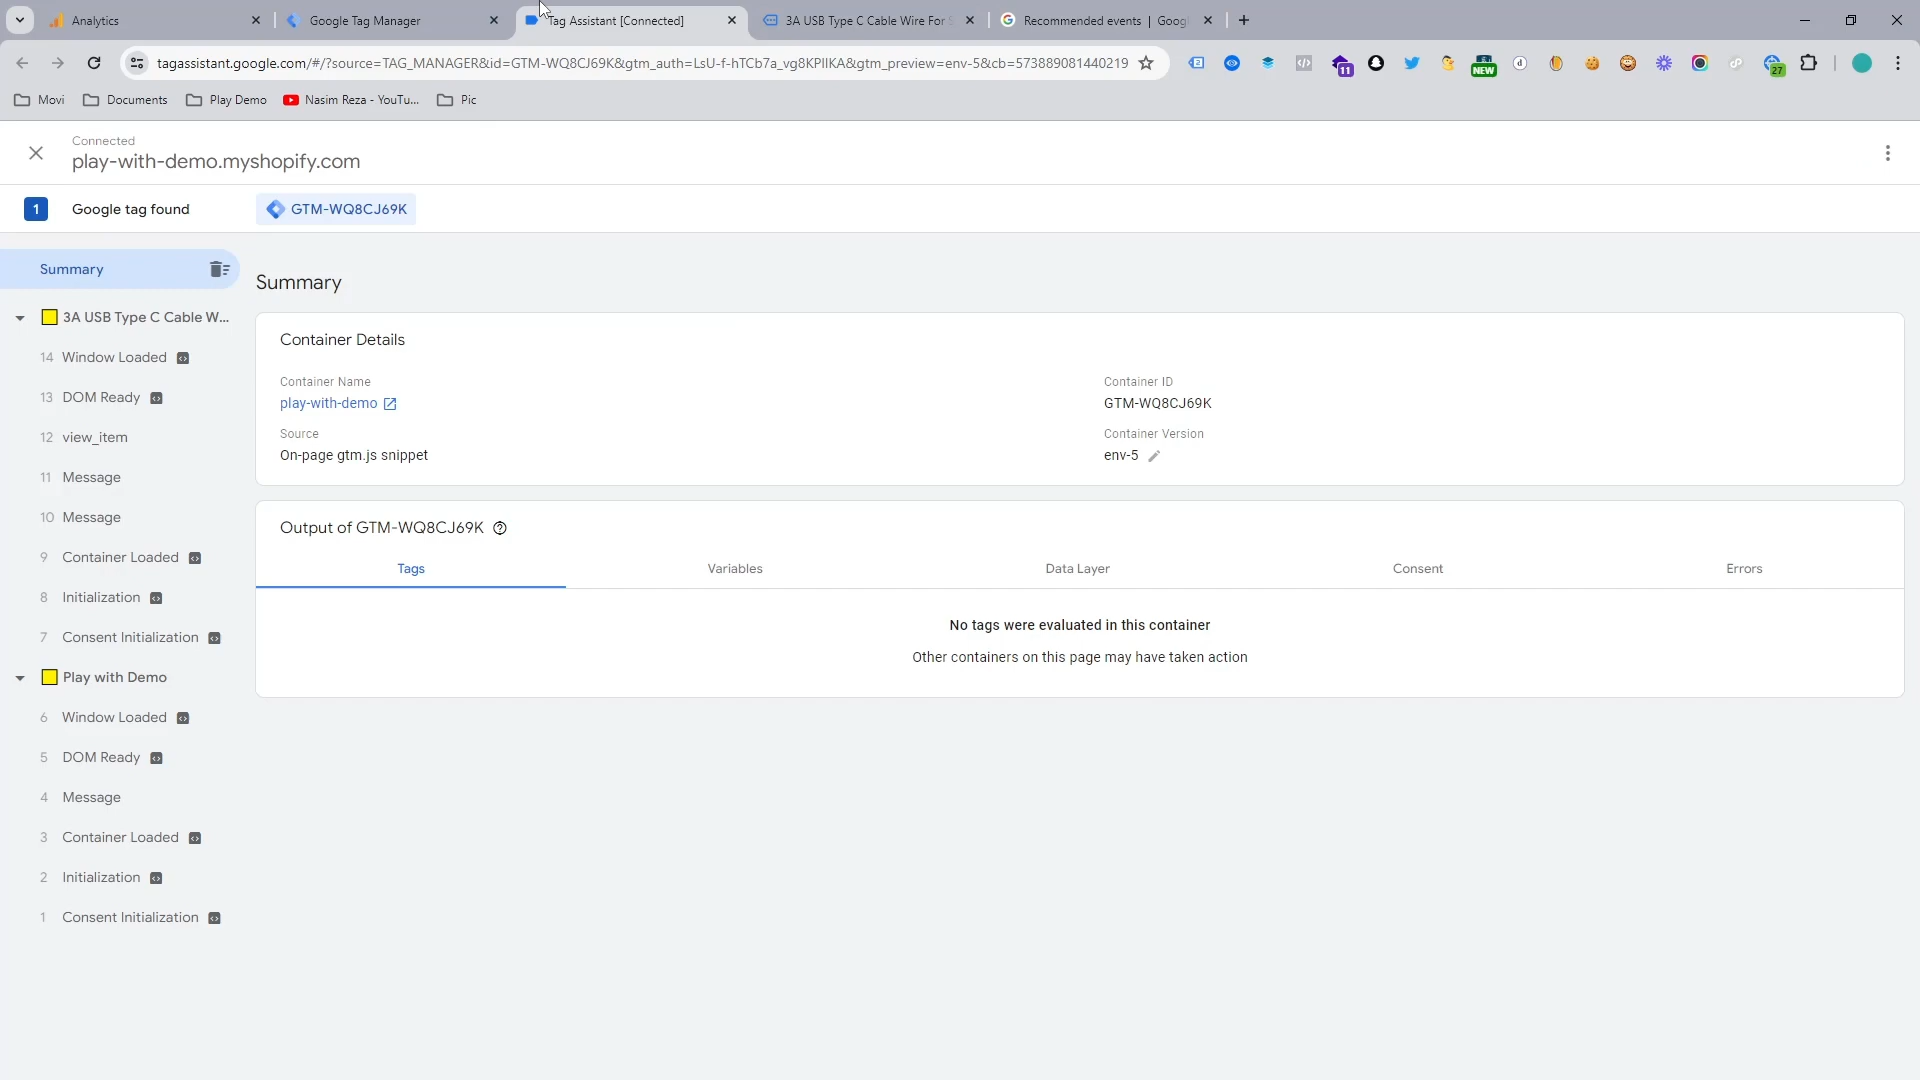 Analytics
Google Tag Manager
Tag Assistant [Connected]
3A USB Type C Cable Wire For S
Recommended events | Goog
tagassistant.google.com/#/?source=TAG_MANAGER&id=GTM-WQ8CJ69K&gtm_auth=LsU-f-hTCb7a_vg8KPIIKA&gtm_preview=env-5&cb=573889081440219
11
NEW
27
Movi
Documents
Play Demo
Nasim Reza - YouTu...
Pic
Connected
play-with-demo.myshopify.com
1
Google tag found
GTM-WQ8CJ69K
Summary
3A USB Type C Cable W...
14 Window Loaded
13 DOM Ready
12 view_item
11 Message
10 Message
9 Container Loaded
8 Initialization
7 Consent Initialization
Play with Demo
6 Window Loaded
5 DOM Ready
4 Message
3 Container Loaded
2 Initialization
1 Consent Initialization
Summary
Container Details
Container Name
play-with-demo
Container ID
GTM-WQ8CJ69K
Source
On-page gtm.js snippet
Container Version
env-5
Output of GTM-WQ8CJ69K
Tags
Variables
Data Layer
Consent
Errors
No tags were evaluated in this container
Other containers on this page may have taken action